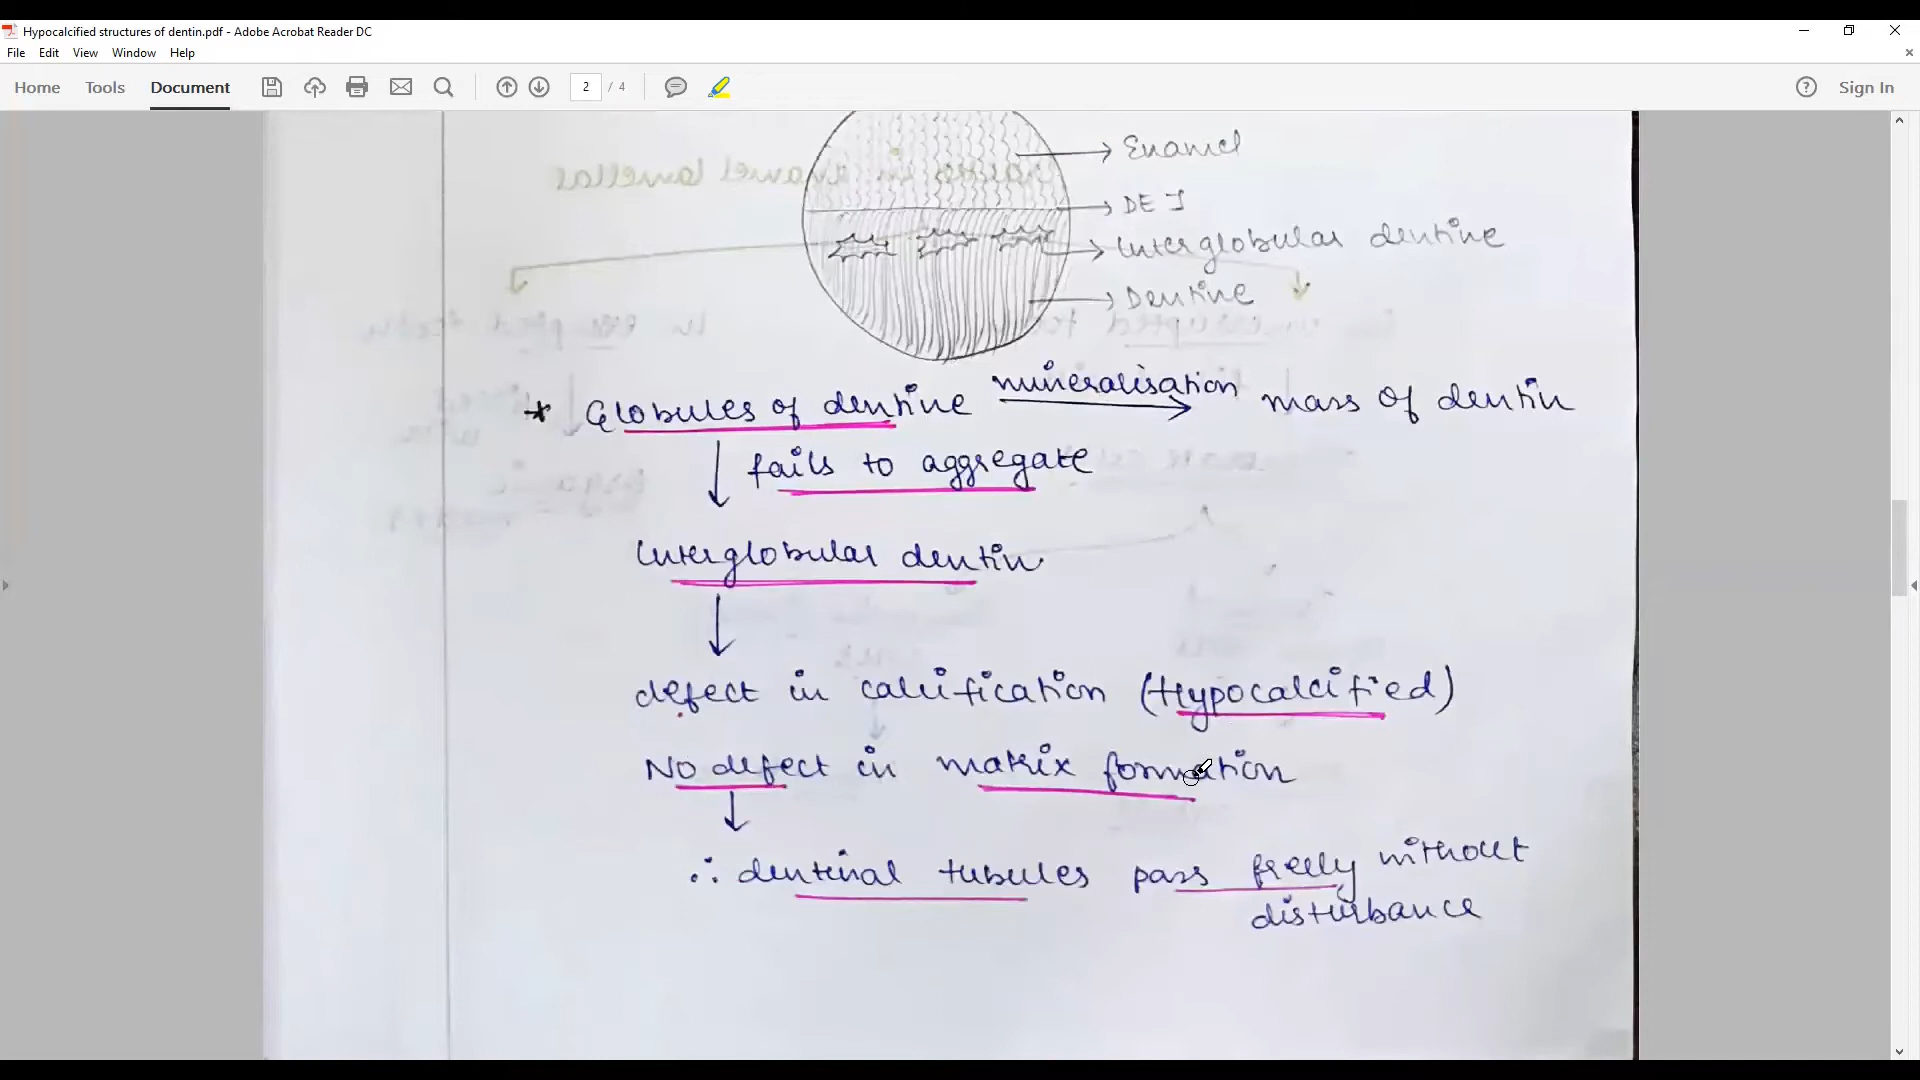 Hypocalcified structures of dentin.pdf - Adobe Acrobat Reader DC
File Edit View Window Help
Home Tools Document 2 / 4 Sign In
Enamel
DEJ
Interglobular dentine
Dentine
* Globules of dentine mineralisation mass of dentin
fails to aggregate
Interglobular dentin
defect in calcification (Hypocalcified)
No defect in matrix formation
∴ dentinal tubules pass freely without
disturbance